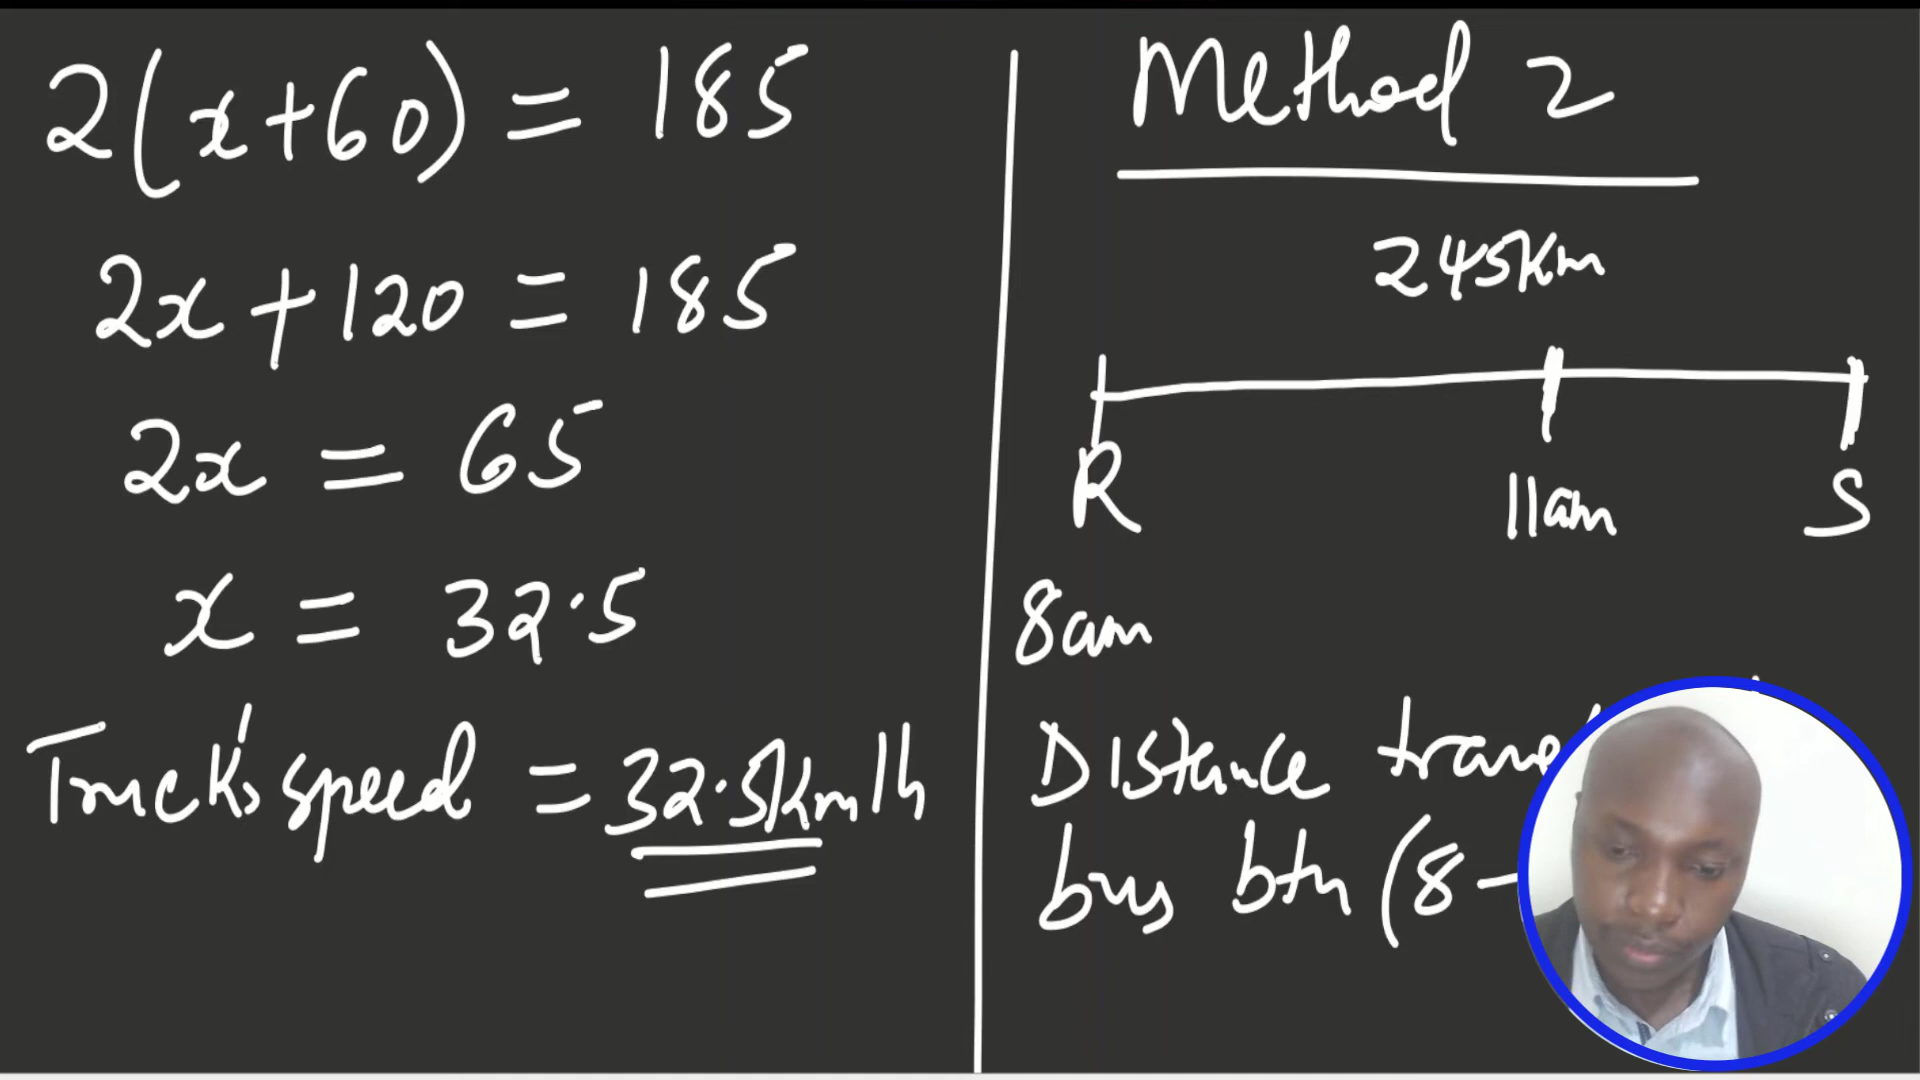 2(x+60) = 185
2x + 120 = 185
2x = 65
x = 32.5
Truck's speed = 32.5Km/h
Method 2
245Km
R
11am
S
8am
Distance
bus btn (8-